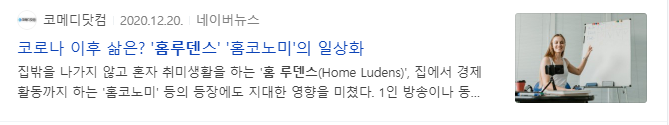 코메디닷컴 2020.12.20. 네이버뉴스
코로나 이후 삶은? '홈루덴스' '홈코노미'의 일상화
집밖을 나가지 않고 혼자 취미생활을 하는 '홈 루덴스(Home Ludens)', 집에서 경제
활동까지 하는 '홈코노미' 등의 등장에도 지대한 영향을 미쳤다. 1인 방송이나 동...